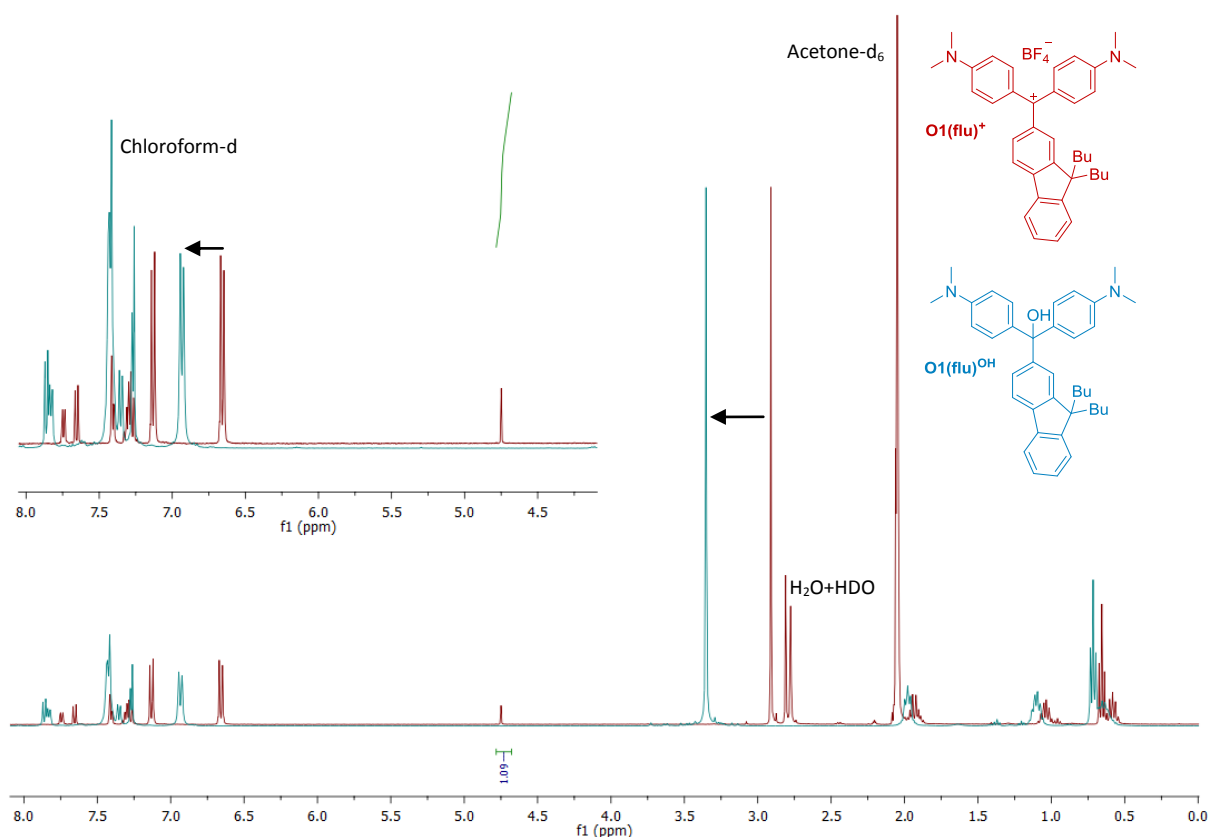 Acetone-d₆
Chloroform-d
N
BF₄⁻
N
+
O1(flu)⁺
Bu
Bu
N
OH
N
O1(flu)ᴼᴴ
Bu
Bu
H₂O+HDO
8.0 7.5 7.0 6.5 6.0 5.5 5.0 4.5
f1 (ppm)
1.09
8.0 7.5 7.0 6.5 6.0 5.5 5.0 4.5 4.0 3.5 3.0 2.5 2.0 1.5 1.0 0.5 0.0
f1 (ppm)